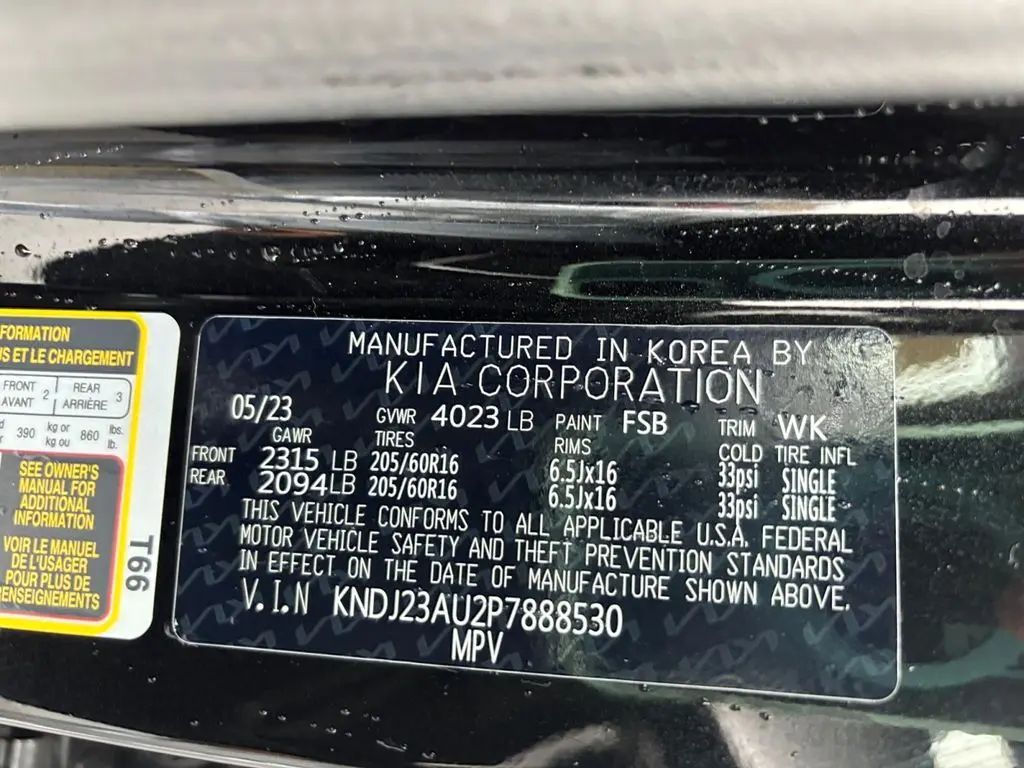 FORMATION
US ET LE CHARGEMENT
FRONT 2 REAR 3
AVANT ARRIÈRE
390 kg or kg ou 860 lbs. lb.
SEE OWNER'S
MANUAL FOR
ADDITIONAL
INFORMATION
VOIR LE MANUEL
DE L'USAGER
POUR PLUS DE
RENSEIGNEMENTS
T66
MANUFACTURED IN KOREA BY
KIA CORPORATION
05/23 GVWR 4023 LB PAINT FSB TRIM WK
GAWR TIRES RIMS COLD TIRE INFL
FRONT 2315 LB 205/60R16 6.5Jx16 33psi SINGLE
REAR 2094 LB 205/60R16 6.5Jx16 33psi SINGLE
THIS VEHICLE CONFORMS TO ALL APPLICABLE U.S.A. FEDERAL
MOTOR VEHICLE SAFETY AND THEFT PREVENTION STANDARDS
IN EFFECT ON THE DATE OF MANUFACTURE SHOWN ABOVE.
V.I.N KNDJ23AU2P7888530
MPV